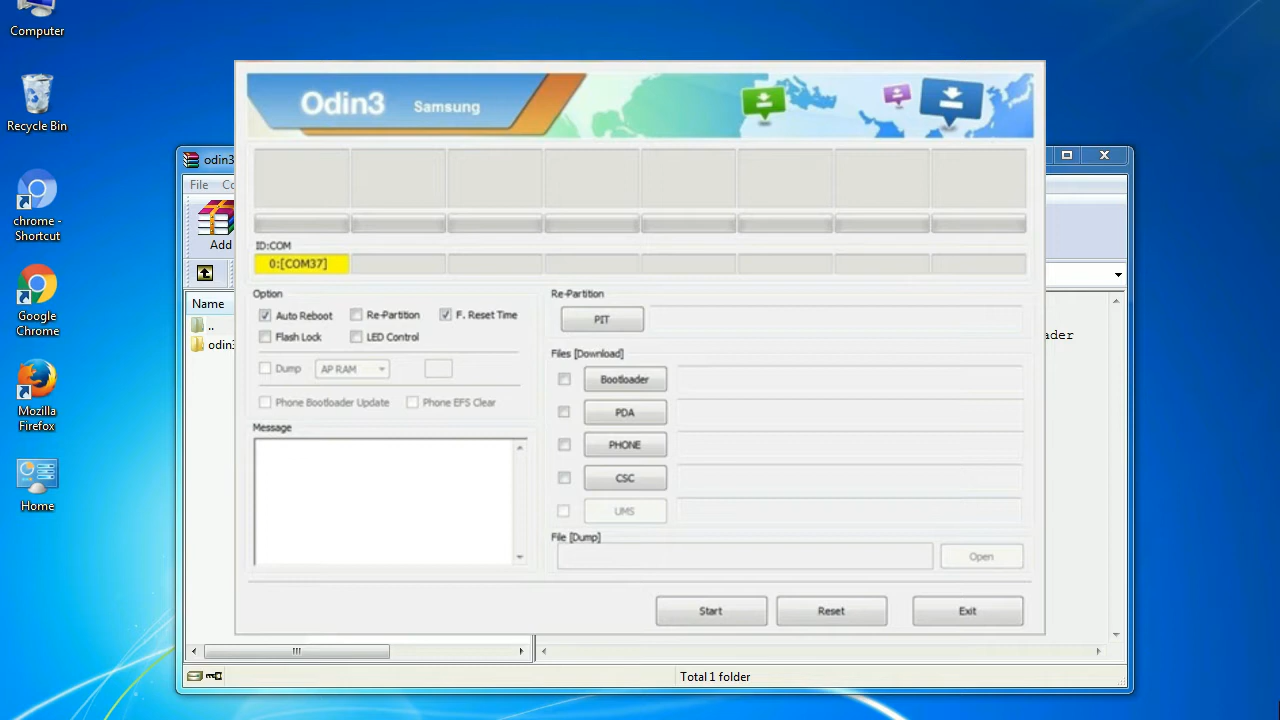 Computer
Recycle Bin
chrome -
Shortcut
Google
Chrome
Mozilla
Firefox
Home
odin3
File Co
Add
Name
..
odin3
ader
Total 1 folder
Odin3 Samsung
ID:COM
0:[COM37]
Option
Auto Reboot Re-Partition F. Reset Time
Flash Lock LED Control
Dump AP RAM
Phone Bootloader Update Phone EFS Clear
Message
Re-Partition
PIT
Files [Download]
Bootloader
PDA
PHONE
CSC
UMS
File [Dump]
Open
Start Reset Exit